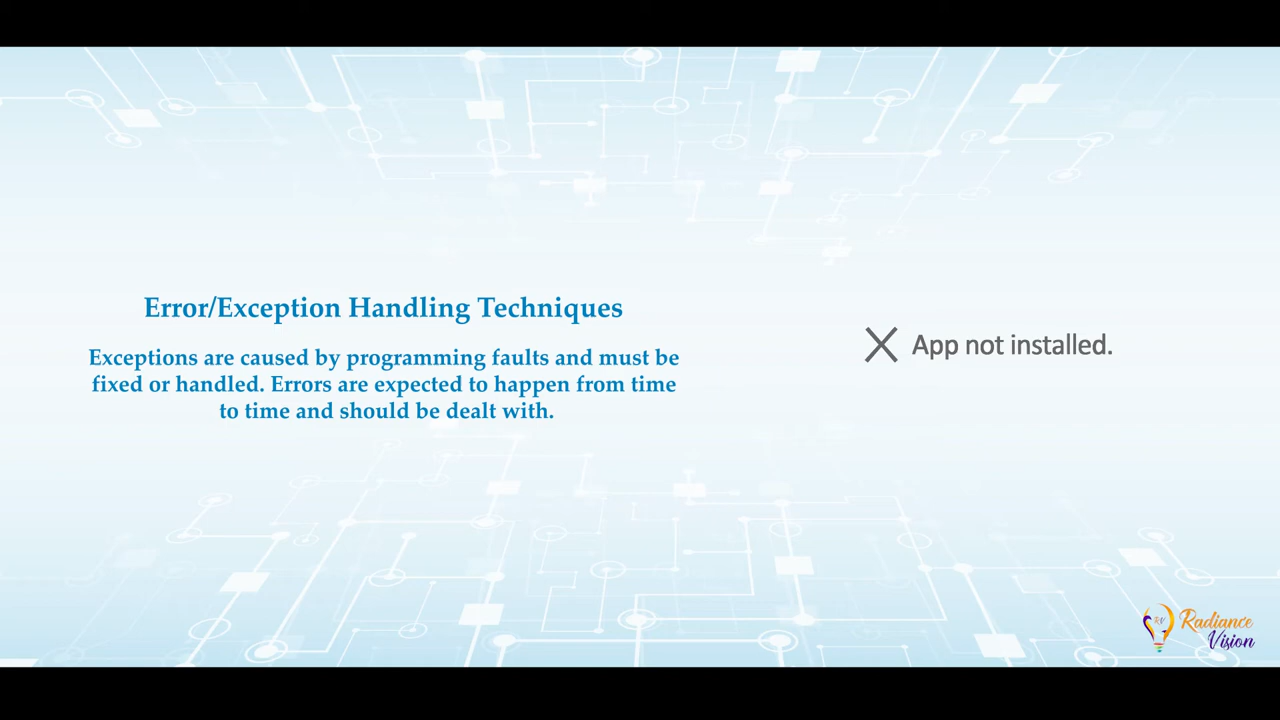 Error/Exception Handling Techniques
Exceptions are caused by programming faults and must be
fixed or handled. Errors are expected to happen from time
to time and should be dealt with.
App not installed.
RV
Radiance
Vision